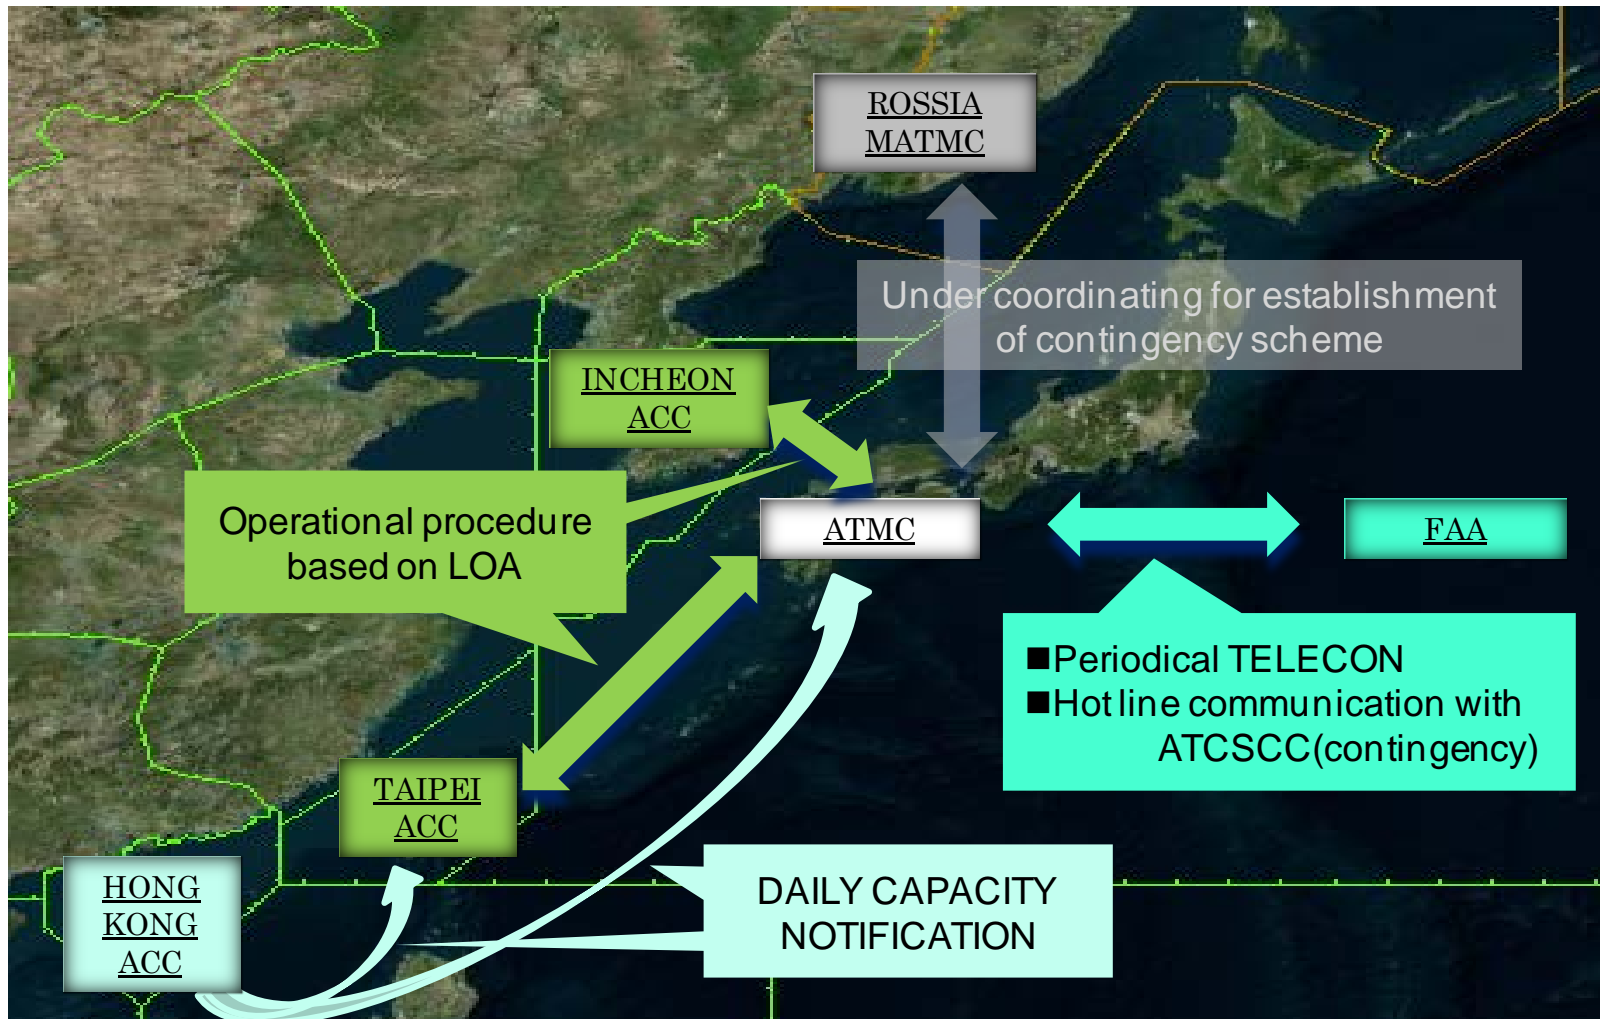 ROSSIA
MATMC
Under coordinating for establishment
of contingency scheme
INCHEON
ACC
Operational procedure
based on LOA
ATMC
FAA
■Periodical TELECON
■Hot line communication with
ATCSCC(contingency)
TAIPEI
ACC
DAILY CAPACITY
NOTIFICATION
HONG
KONG
ACC